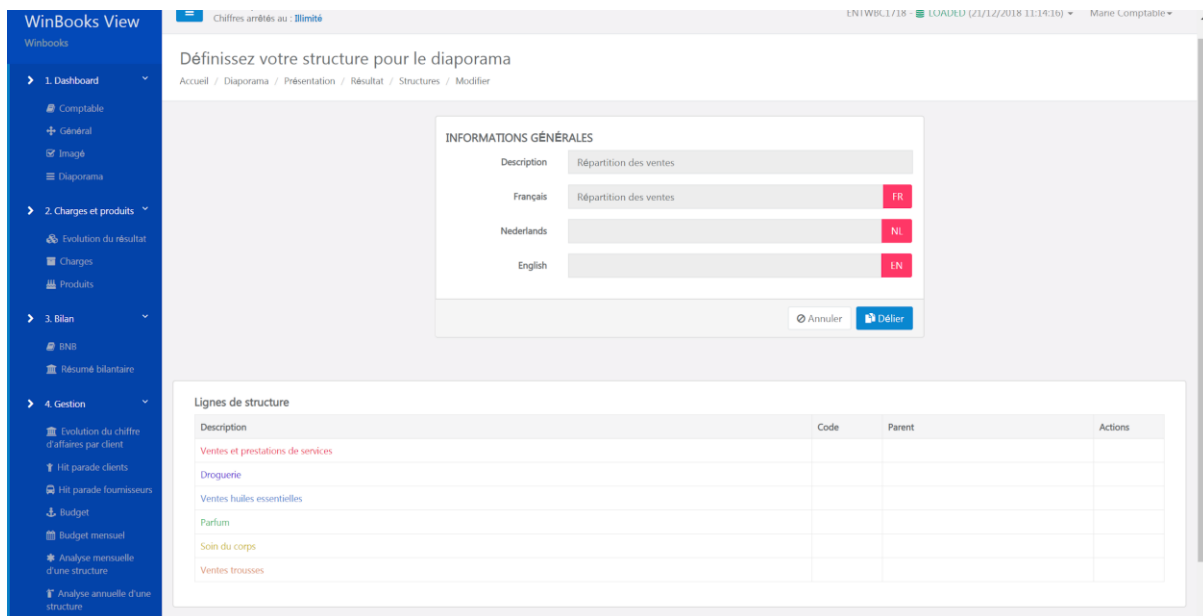 WinBooks View
Winbooks
1. Dashboard
Comptable
Général
Imagé
Diaporama
2. Charges et produits
Evolution du résultat
Charges
Produits
3. Bilan
BNB
Résumé bilantaire
4. Gestion
Evolution du chiffre
d'affaires par client
Hit parade clients
Hit parade fournisseurs
Budget
Budget mensuel
Analyse mensuelle
d'une structure
Analyse annuelle d'une
structure
Chiffres arrêtés au : Illimité
ENTWBC1718 - LOADED (21/12/2018 11:14:16) Marie Comptable
Définissez votre structure pour le diaporama
Accueil / Diaporama / Présentation / Résultat / Structures / Modifier
INFORMATIONS GÉNÉRALES
Description Répartition des ventes
Français Répartition des ventes FR
Nederlands NL
English EN
Annuler Délier
Lignes de structure
Description Code Parent Actions
Ventes et prestations de services
Droguerie
Ventes huiles essentielles
Parfum
Soin du corps
Ventes trousses